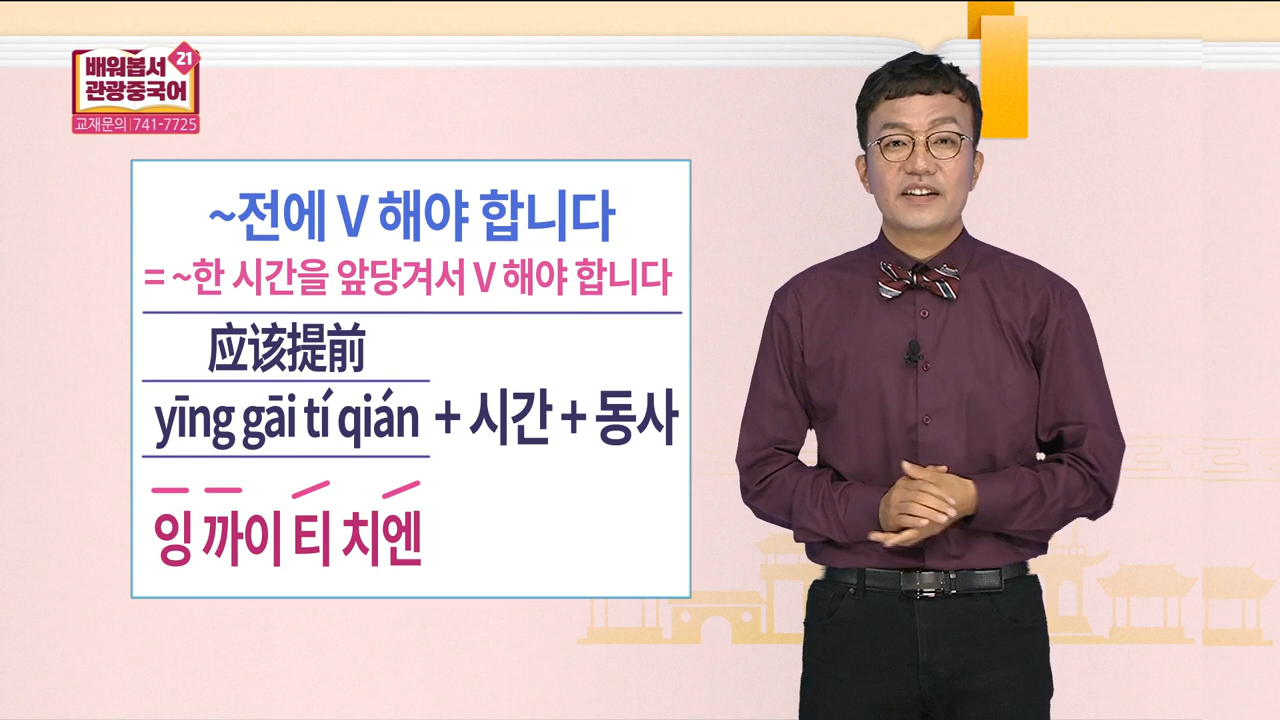 배워봅서 21
관광중국어
교재문의 | 741-7725
~전에 V 해야 합니다
= ~한 시간을 앞당겨서 V 해야 합니다
应该提前
yīng gāi tí qián + 시간 + 동사
잉 까이 티 치엔